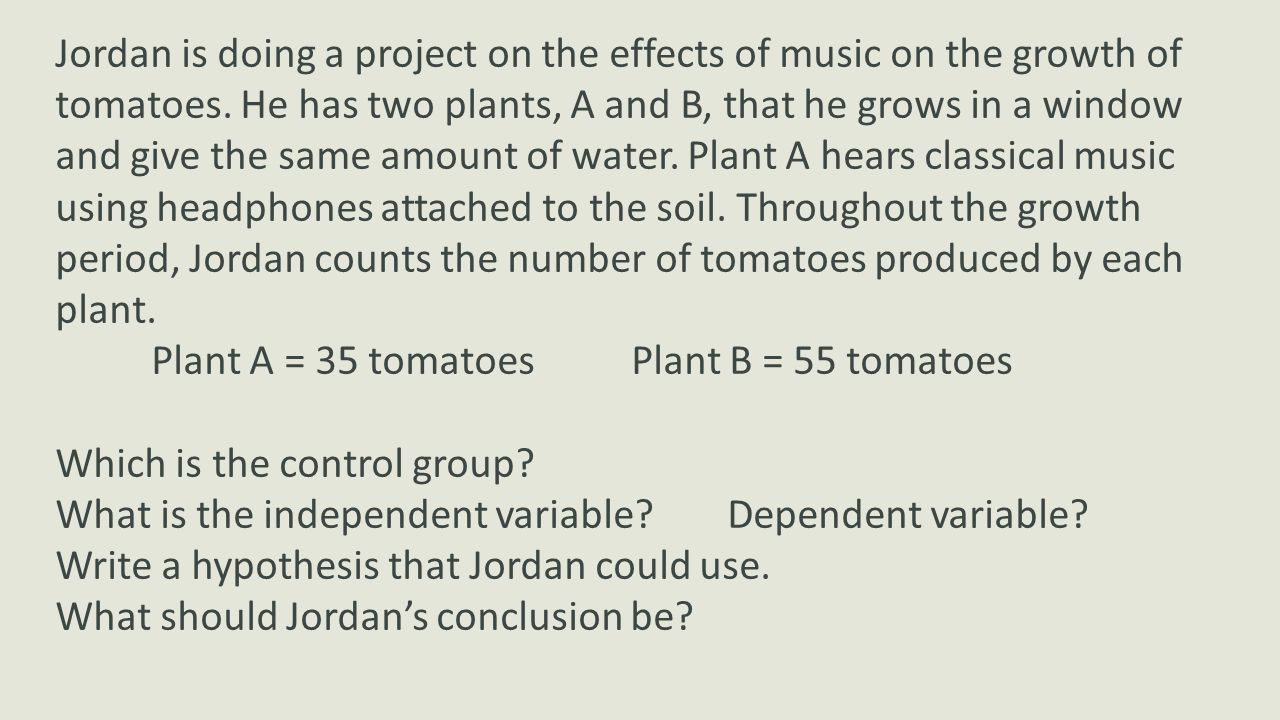 Jordan is doing a project on the effects of music on the growth of
tomatoes. He has two plants, A and B, that he grows in a window
and give the same amount of water. Plant A hears classical music
using headphones attached to the soil. Throughout the growth
period, Jordan counts the number of tomatoes produced by each
plant.
Plant A = 35 tomatoes Plant B = 55 tomatoes
Which is the control group?
What is the independent variable? Dependent variable?
Write a hypothesis that Jordan could use.
What should Jordan’s conclusion be?